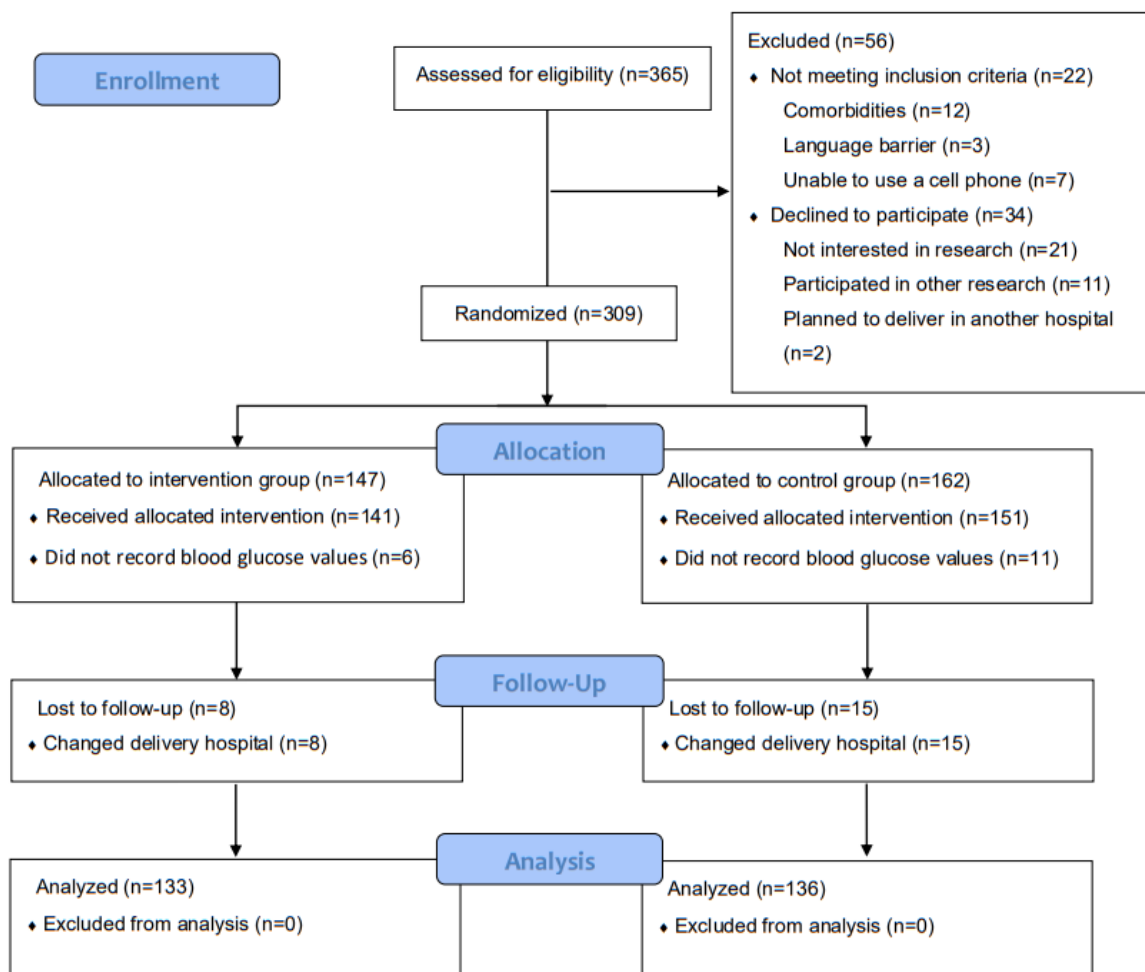 Enrollment
Assessed for eligibility (n=365)
Excluded (n=56)
♦ Not meeting inclusion criteria (n=22)
Comorbidities (n=12)
Language barrier (n=3)
Unable to use a cell phone (n=7)
♦ Declined to participate (n=34)
Not interested in research (n=21)
Participated in other research (n=11)
Planned to deliver in another hospital
(n=2)
Randomized (n=309)
Allocation
Allocated to intervention group (n=147)
♦ Received allocated intervention (n=141)
♦ Did not record blood glucose values (n=6)
Allocated to control group (n=162)
♦ Received allocated intervention (n=151)
♦ Did not record blood glucose values (n=11)
Follow-Up
Lost to follow-up (n=8)
♦ Changed delivery hospital (n=8)
Lost to follow-up (n=15)
♦ Changed delivery hospital (n=15)
Analysis
Analyzed (n=133)
♦ Excluded from analysis (n=0)
Analyzed (n=136)
♦ Excluded from analysis (n=0)